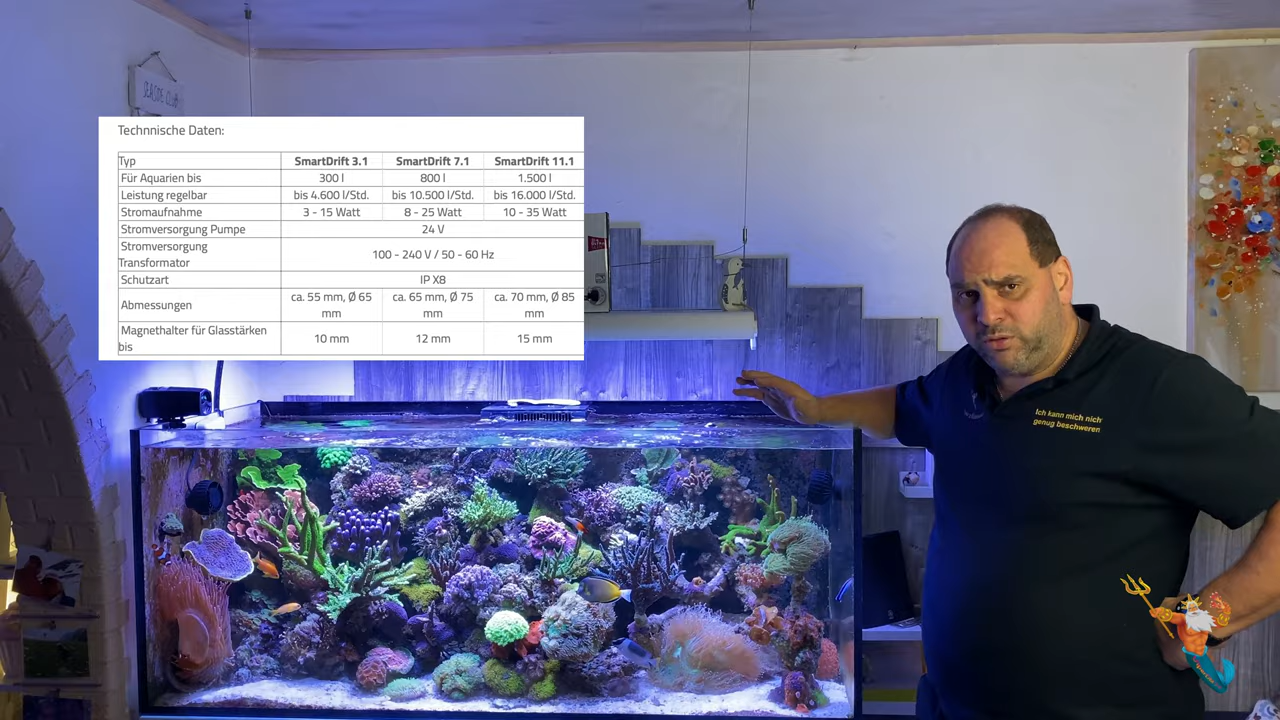 SEASIDE CLUB
Technnische Daten:
Typ SmartDrift 3.1 SmartDrift 7.1 SmartDrift 11.1
Für Aquarien bis 300 l 800 l 1.500 l
Leistung regelbar bis 4.600 l/Std. bis 10.500 l/Std. bis 16.000 l/Std.
Stromaufnahme 3 - 15 Watt 8 - 25 Watt 10 - 35 Watt
Stromversorgung Pumpe 24 V
Stromversorgung
Transformator 100 - 240 V / 50 - 60 Hz
Schutzart IP X8
Abmessungen ca. 55 mm, Ø 65 mm ca. 65 mm, Ø 75 mm ca. 70 mm, Ø 85 mm
Magnethalter für Glasstärken
bis 10 mm 12 mm 15 mm
Ich kann mich nich
genug beschweren